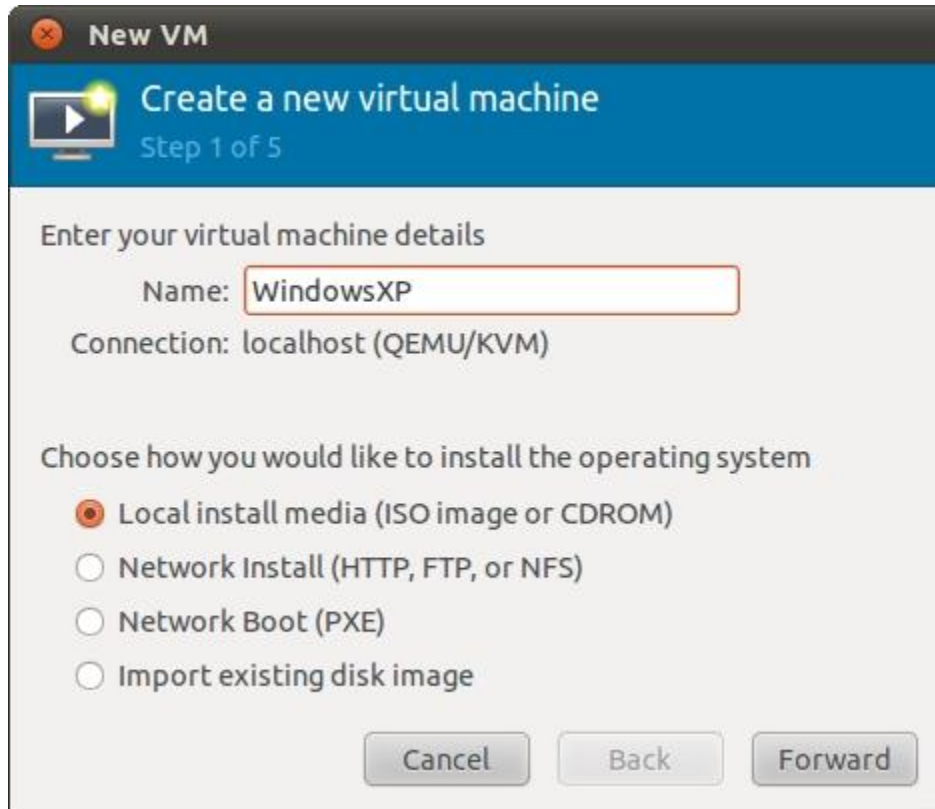 New VM
Create a new virtual machine
Step 1 of 5
Enter your virtual machine details
Name: WindowsXP
Connection: localhost (QEMU/KVM)
Choose how you would like to install the operating system
Local install media (ISO image or CDROM)
Network Install (HTTP, FTP, or NFS)
Network Boot (PXE)
Import existing disk image
Cancel Back Forward